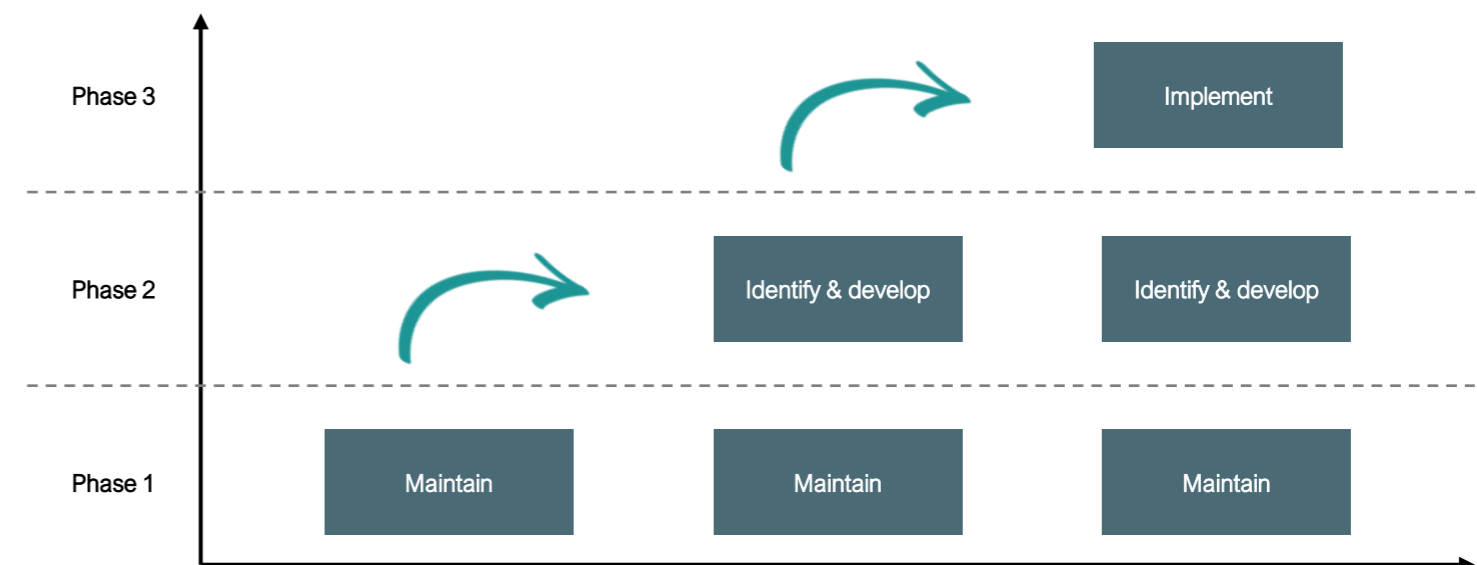 Phase 3
Implement
Phase 2
Identify & develop
Identify & develop
Phase 1
Maintain
Maintain
Maintain